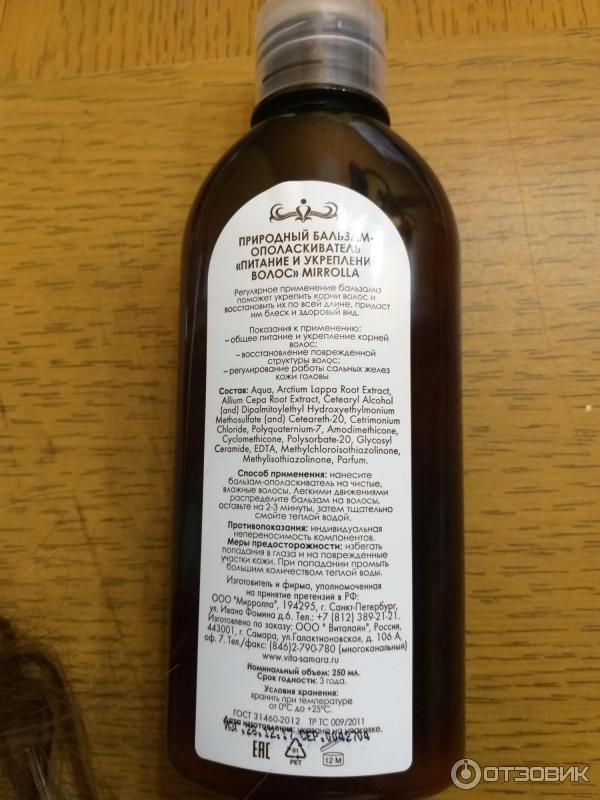 ПРИРОДНЫЙ БАЛЬЗАМ-
ОПОЛАСКИВАТЕЛЬ
«ПИТАНИЕ И УКРЕПЛЕНИЕ
ВОЛОС» MIRROLLA
Регулярное применение бальзама
поможет укрепить корни волос и
восстановить их по всей длине, придаст
им блеск и здоровый вид.
Показания к применению:
– общее питание и укрепление корней
волос;
– восстановление поврежденной
структуры волос;
– регулирование работы сальных желез
кожи головы
Состав: Aqua, Arctium Lappa Root Extract,
Allium Cepa Root Extract, Cetearyl Alcohol
(and) Dipalmitoylethyl Hydroxyethylmonium
Methosulfate (and) Ceteareth-20, Cetrimonium
Chloride, Polyquaternium-7, Amodimethicone,
Cyclomethicone, Polysorbate-20, Glycosyl
Ceramide, EDTA, Methylchloroisothiazolinone,
Methylisothiazolinone, Parfum.
Способ применения: нанесите
бальзам-ополаскиватель на чистые,
влажные волосы. Легкими движениями
распределите бальзам на волосы,
оставьте на 2-3 минуты, затем тщательно
смойте теплой водой.
Противопоказания: индивидуальная
непереносимость компонентов.
Меры предосторожности: избегать
попадания в глаза и на поврежденные
участки кожи. При попадании промыть
большим количеством теплой воды.
Изготовитель и фирма, уполномоченная
на принятие претензий в РФ:
ООО "Мирролла", 194295, г. Санкт-Петербург,
ул. Ивана Фомина д.6. Тел.: +7 (812) 389-21-21.
Изготовлено по заказу: ООО " Виталайн", Россия,
443001, г. Самара, ул.Галактионовская, д. 106 А,
оф. 7. Тел./факс: (846)2-790-780 (многоканальный)
www.vita-samara.ru
Номинальный объем: 250 мл.
Срок годности: 3 года.
Условия хранения:
хранить при температуре
от 0°С до +25°С.
ГОСТ 31460-2012 ТР ТС 009/2011
Дата изготовления: указана на упаковке.
СЕР.0042704
EAC
01
PET
12 M
ОТЗОВИК